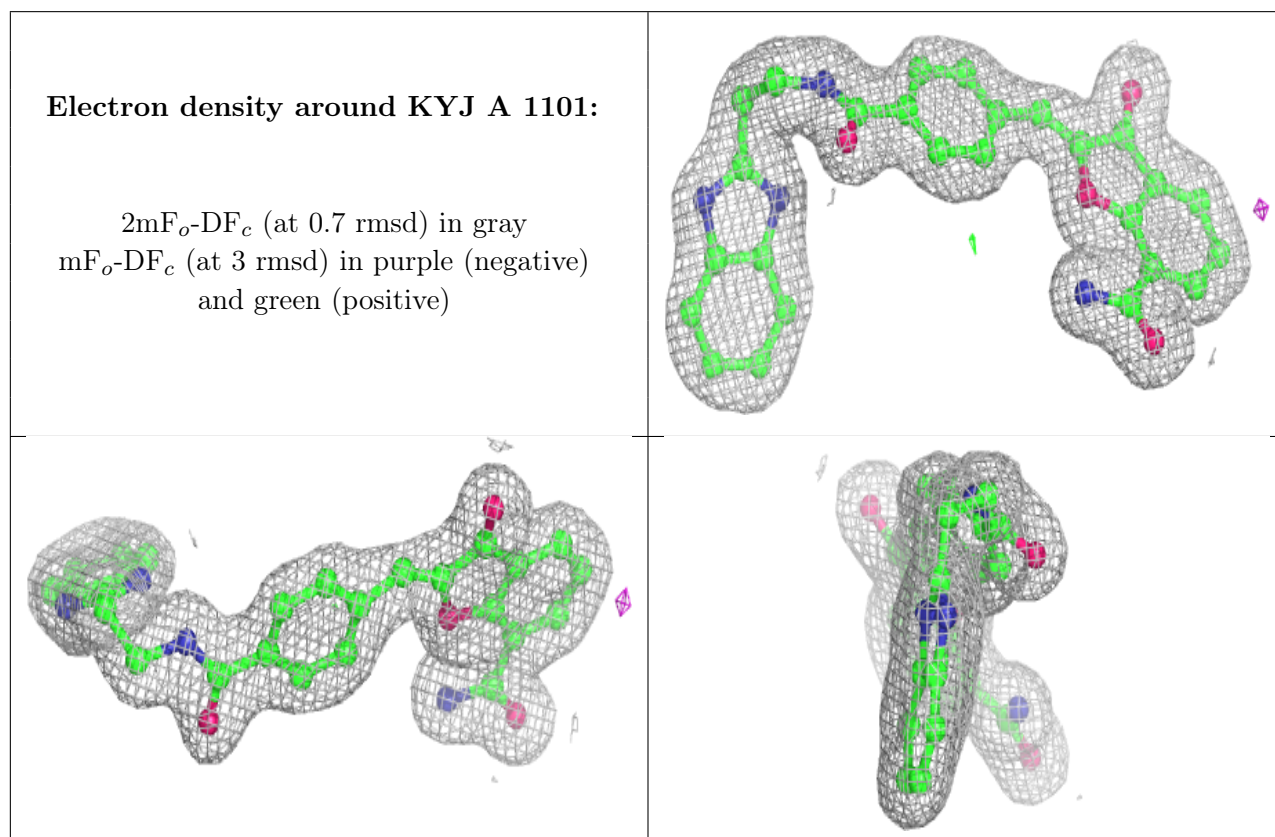 Electron density around KYJ A 1101:
2mFo-DFc (at 0.7 rmsd) in gray
mFo-DFc (at 3 rmsd) in purple (negative)
and green (positive)